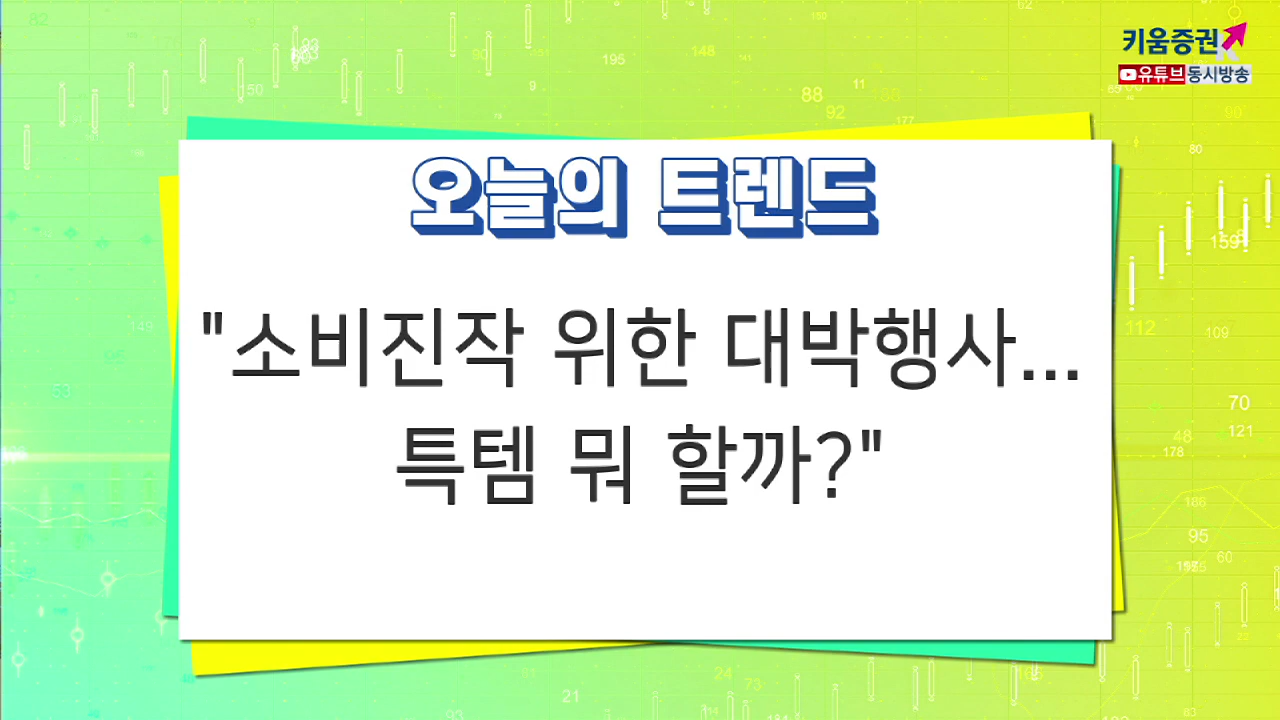 키움증권
유튜브 동시방송
오늘의 트렌드
"소비진작 위한 대박행사...
특템 뭐 할까?"